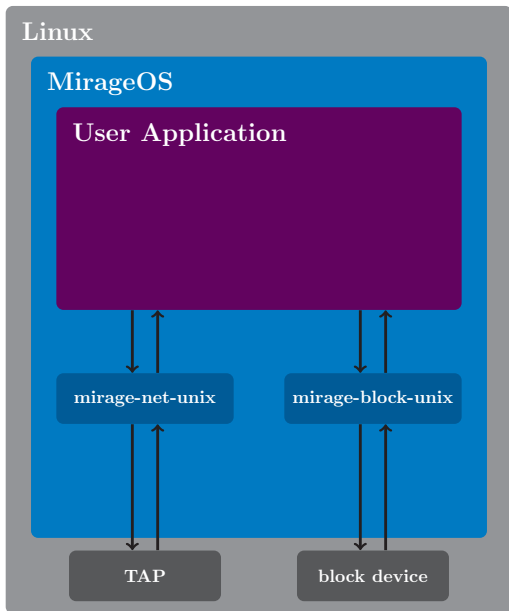 Linux
MirageOS
User Application
mirage-net-unix
mirage-block-unix
TAP
block device